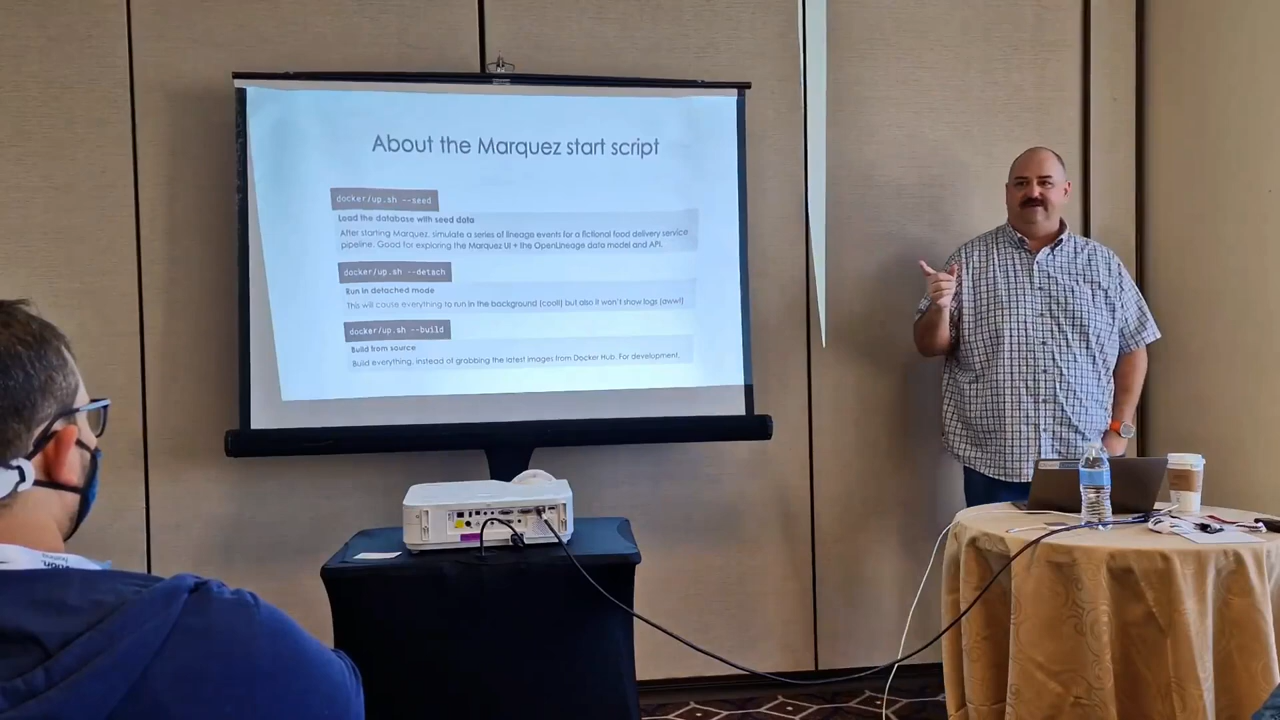 About the Marquez start script
docker/up.sh --seed
Load the database with seed data
After starting Marquez, simulate a series of lineage events for a fictional food delivery service
pipeline. Good for exploring the Marquez UI + the OpenLineage data model and API.
docker/up.sh --detach
Run in detached mode
This will cause everything to run in the background (cool!) but also it won't show logs (aww!)
docker/up.sh --build
Build from source
Build everything, instead of grabbing the latest images from Docker Hub. For development.